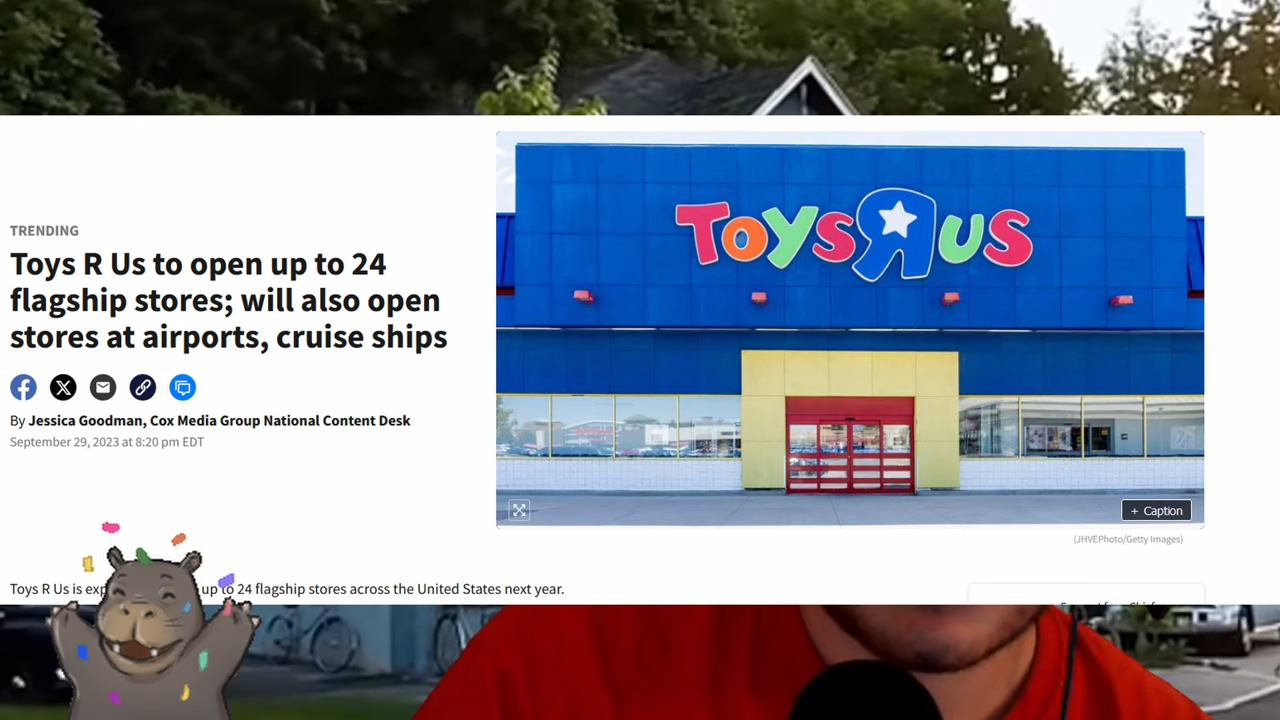 TRENDING
Toys R Us to open up to 24
flagship stores; will also open
stores at airports, cruise ships
By Jessica Goodman, Cox Media Group National Content Desk
September 29, 2023 at 8:20 pm EDT
TOYS R US
+ Caption
(JHVEPhoto/Getty Images)
Toys R Us is up to 24 flagship stores across the United States next year.